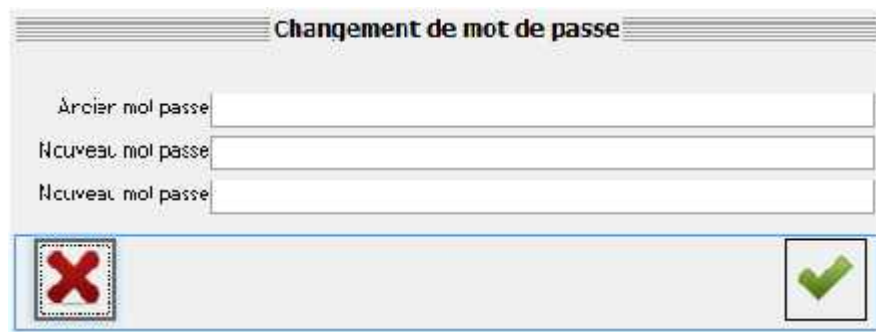 Changement de mot de passe
Ancien mot passe
Nouveau mot passe
Nouveau mot passe